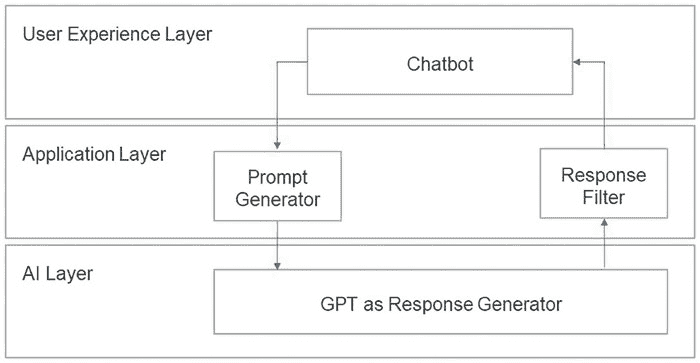 User Experience Layer
Chatbot
Application Layer
Prompt
Generator
Response
Filter
AI Layer
GPT as Response Generator